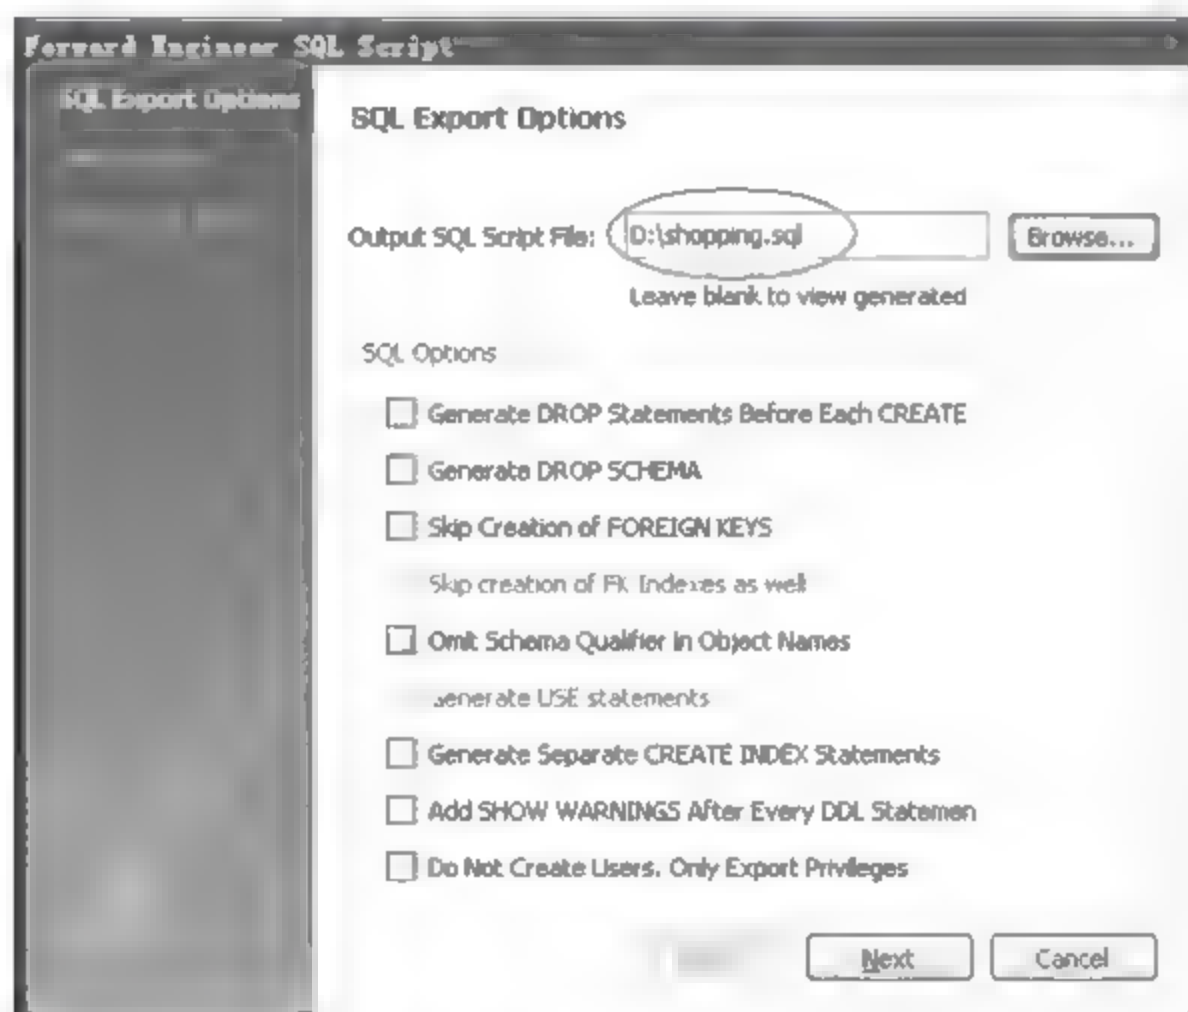 Forward Engineer SQL Script
SQL Export Options
SQL Export Options
Output SQL Script File: D:\shopping.sql Browse...
Leave blank to view generated
SQL Options
Generate DROP Statements Before Each CREATE
Generate DROP SCHEMA
Skip Creation of FOREIGN KEYS
Skip creation of FK Indexes as well
Omit Schema Qualifier in Object Names
Generate USE statements
Generate Separate CREATE INDEX Statements
Add SHOW WARNINGS After Every DDL Statemen
Do Not Create Users. Only Export Privileges
Next Cancel